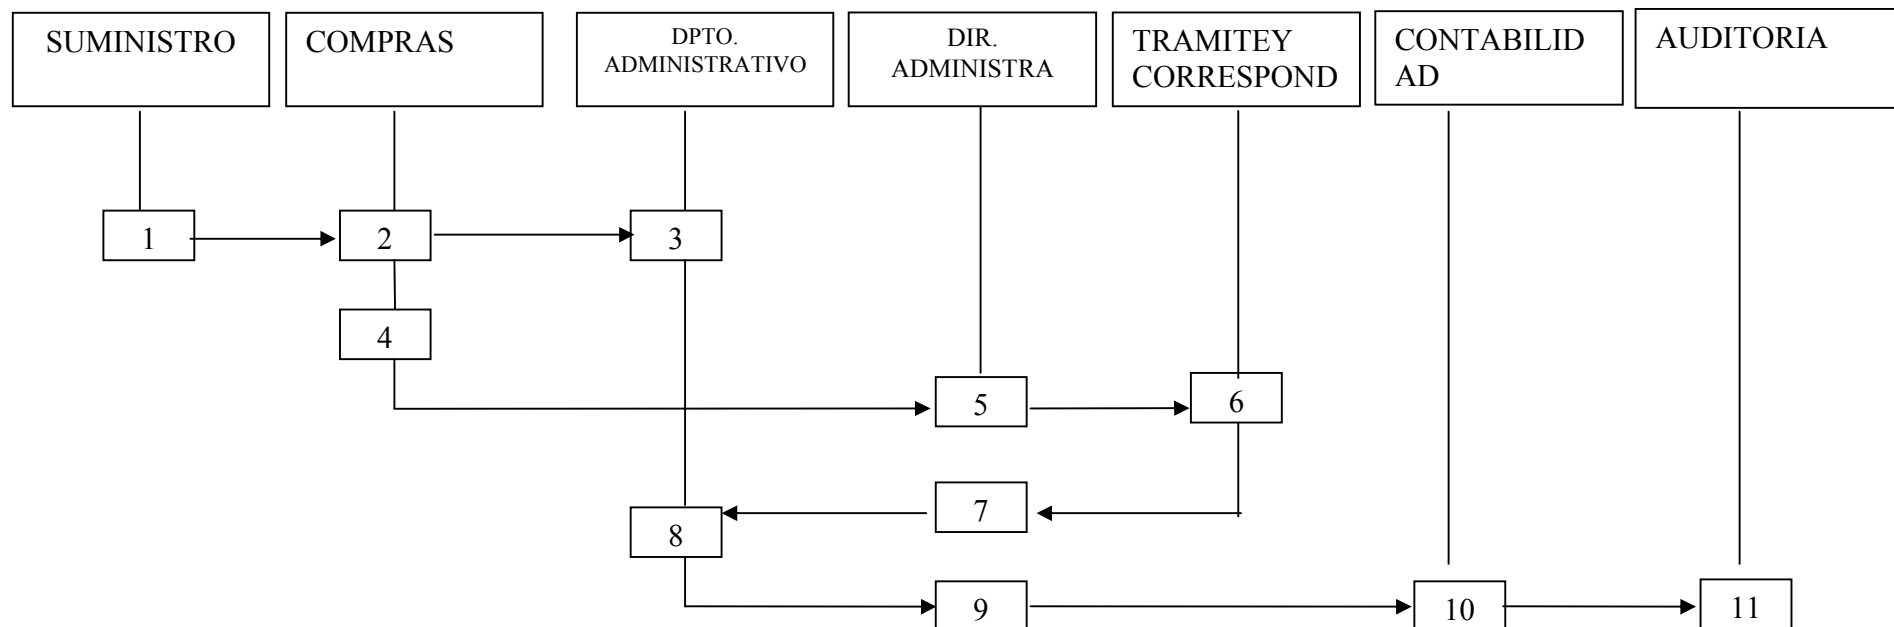 SUMINISTRO
COMPRAS
DPTO.
ADMINISTRATIVO
DIR.
ADMINISTRA
TRAMITEY
CORRESPOND
CONTABILID
AD
AUDITORIA
1
2
3
4
5
6
7
8
9
10
11